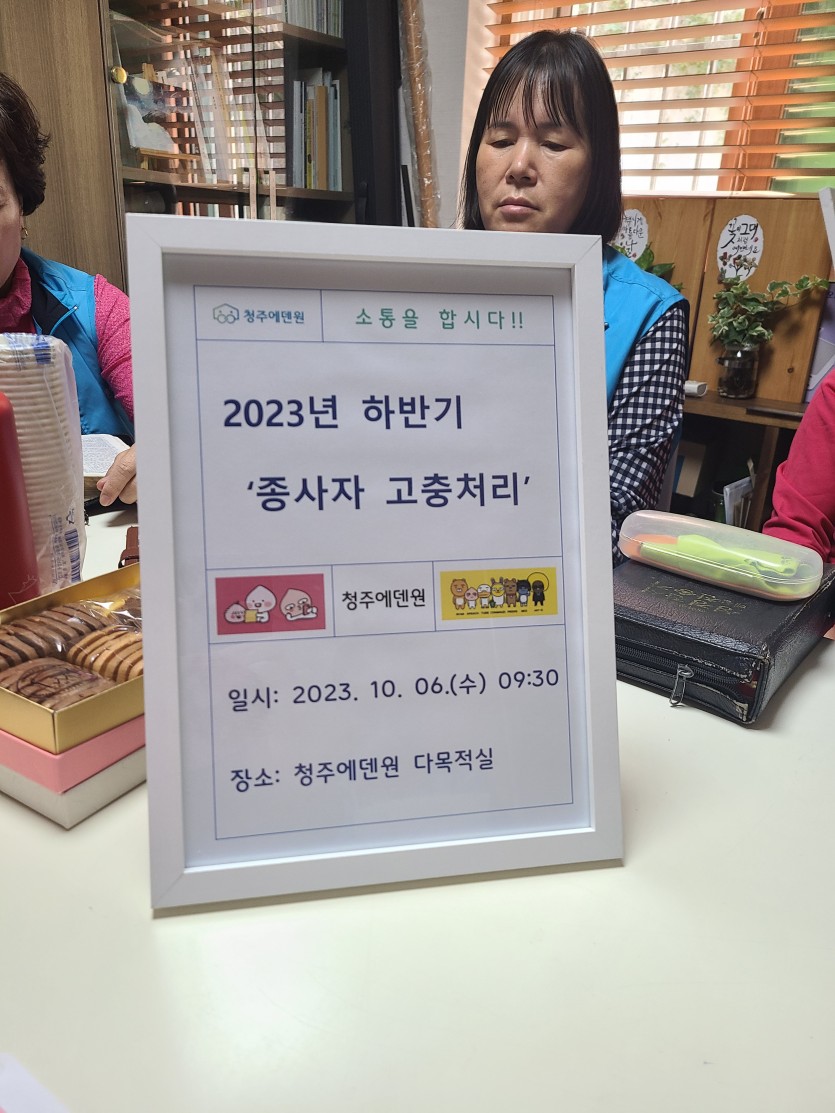 청주에덴원
소통을 합시다!!
2023년 하반기
‘종사자 고충처리’
청주에덴원
일시: 2023. 10. 06.(수) 09:30
장소: 청주에덴원 다목적실